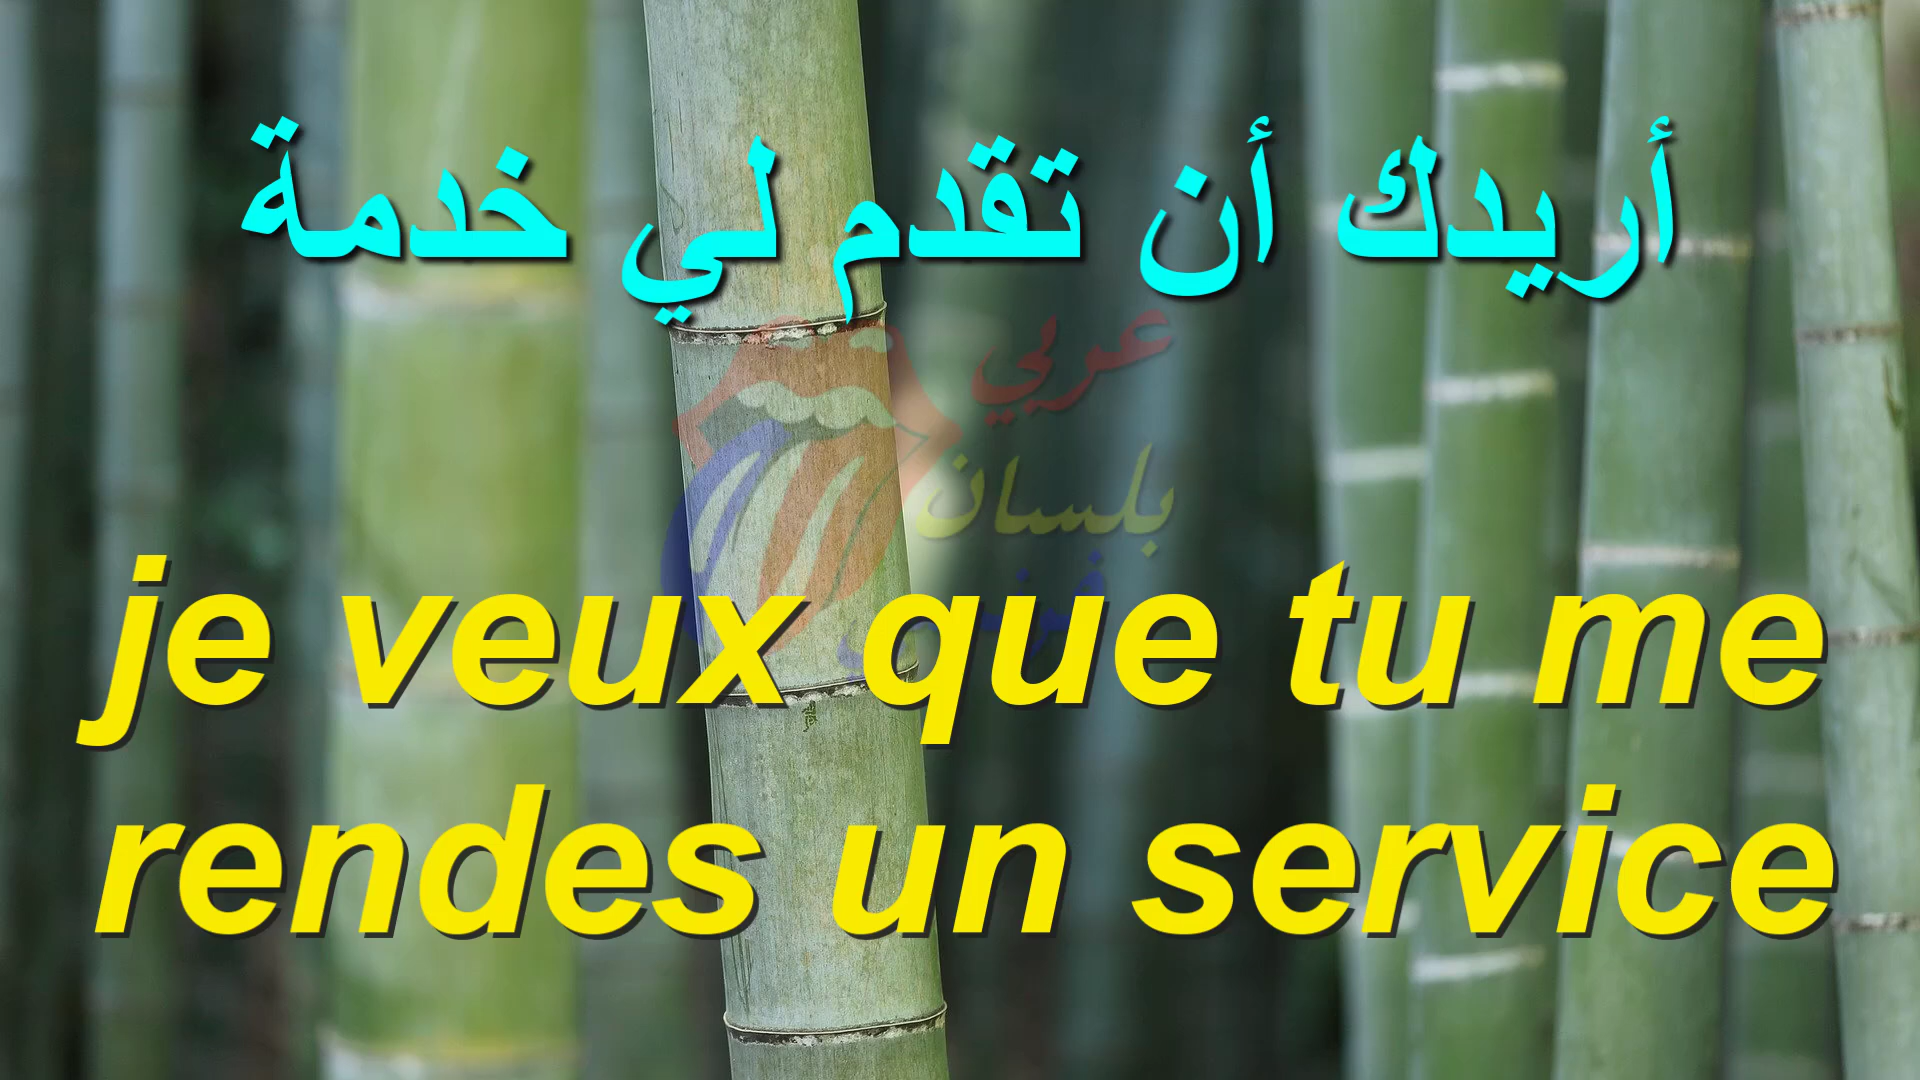 أريدك أن تقدم لي خدمة
عربي
بلسان
je veux que tu me
rendes un service